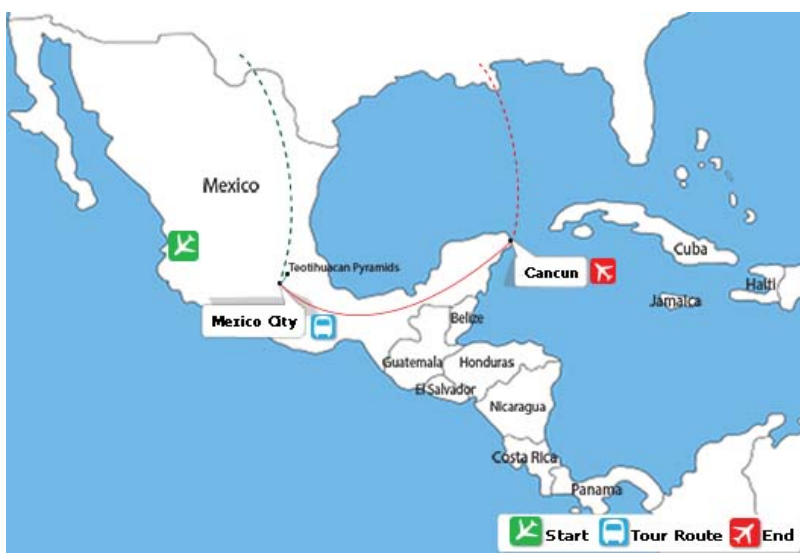 Mexico
Teotihuacan Pyramids
Cuba
Cancun
Haiti
Jamaica
Mexico City
Belize
Guatemala
Honduras
El Salvador
Nicaragua
Costa Rica
Panama
Start Tour Route End